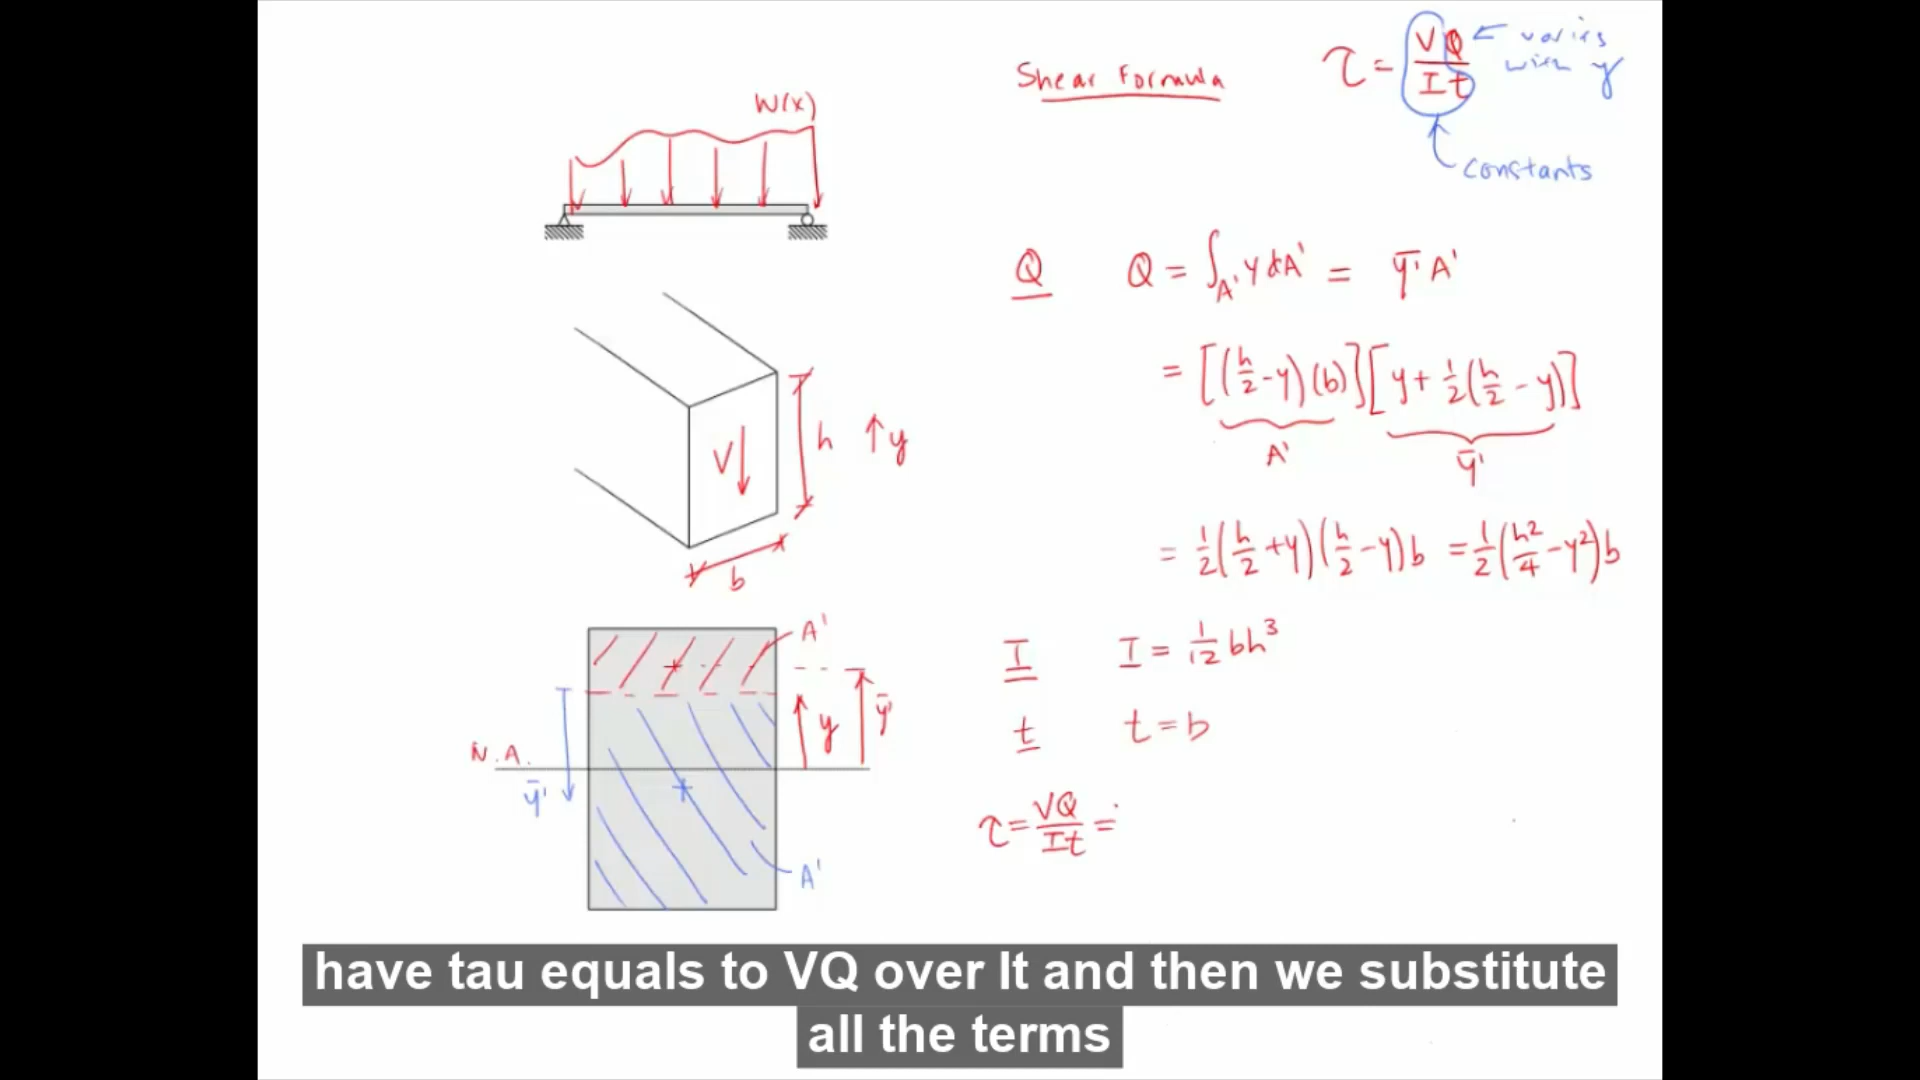 Shear Formula
τ = VQ/It ← varies with y
constants
W(x)
Q Q = ∫A' y dA' = ȳ' A'
= [(h/2 - y)(b)][y + 1/2(h/2 - y)]
A' ȳ'
V h ↑y
b
= 1/2(h/2 + y)(h/2 - y)b = 1/2(h²/4 - y²)b
A'
I I = 1/12 bh³
y ȳ'
t t = b
N.A.
ȳ'
τ = VQ/It =
A'
have tau equals to VQ over It and then we substitute
all the terms